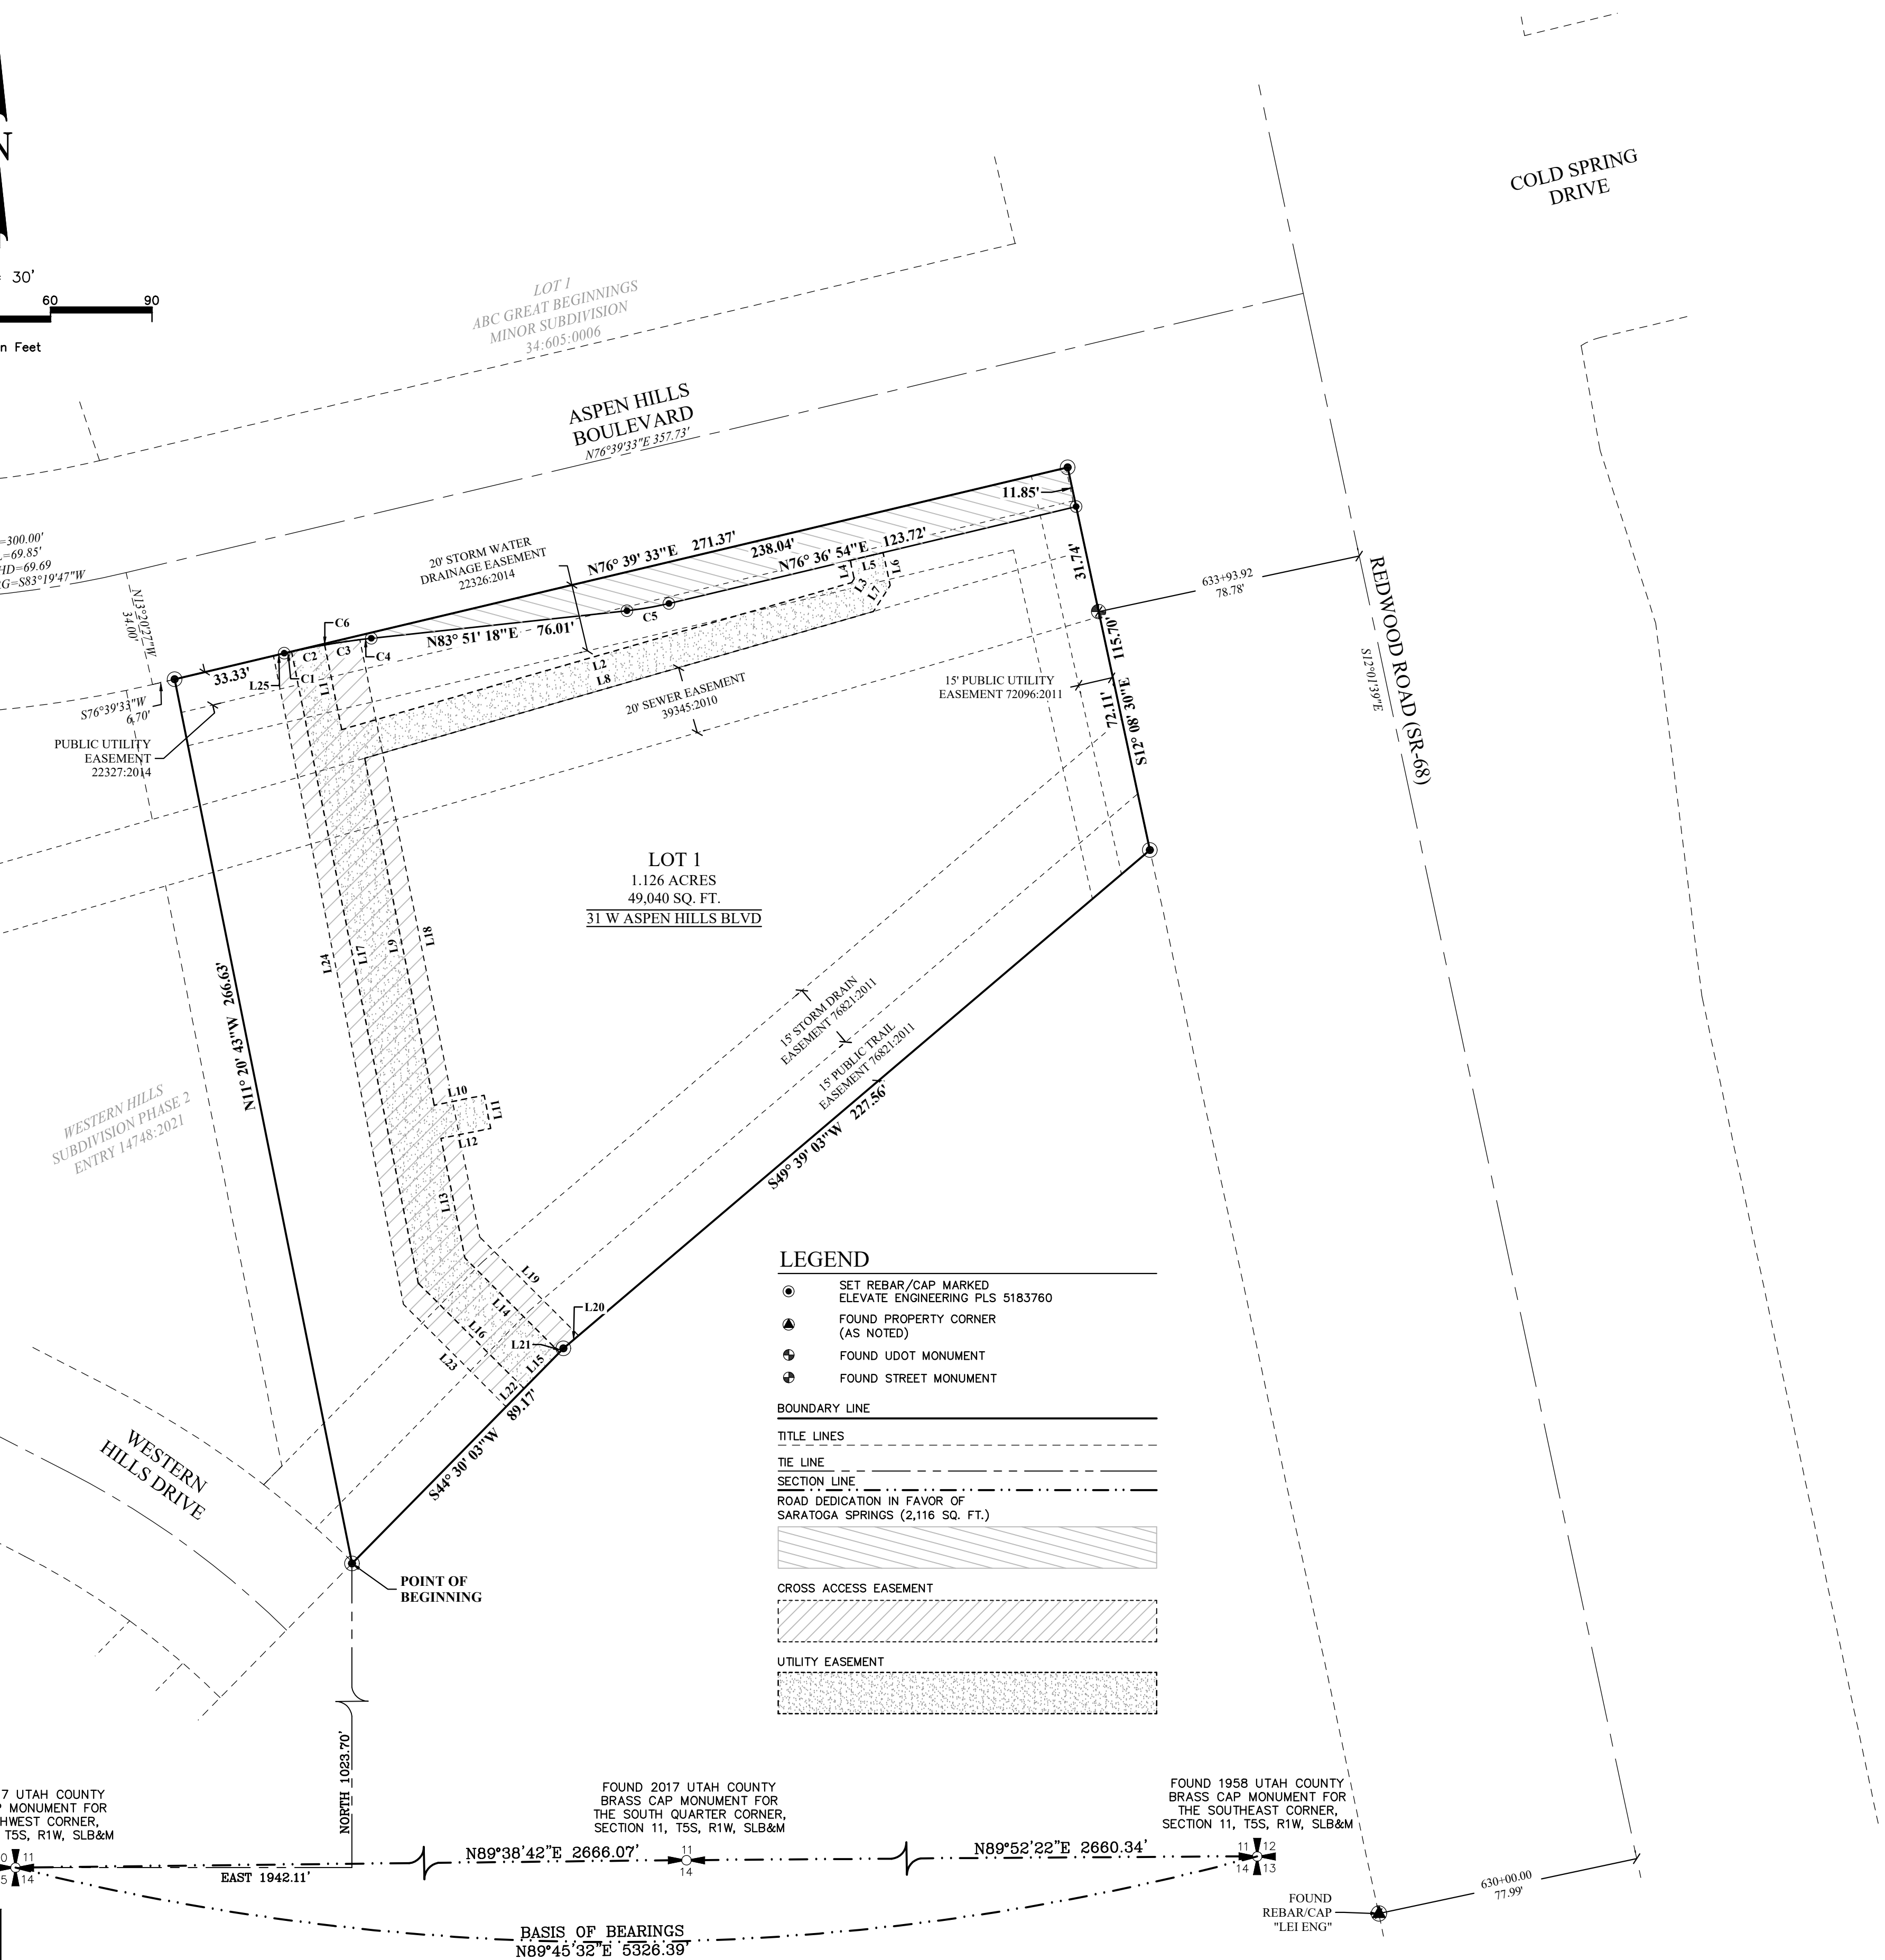 N
= 30'
60
90
n Feet
COLD SPRING
DRIVE
LOT 1
ABC GREAT BEGINNINGS
MINOR SUBDIVISION
34:605:0006
ASPEN HILLS
BOULEVARD
N76°39'33"E 357.73'
=300.00'
L=69.85'
HD=69.69
G=S83°19'47"W
N13°20'27"W
34.00'
S76°39'33"W
6.70'
PUBLIC UTILITY
EASEMENT
22327:2014
20' STORM WATER
DRAINAGE EASEMENT
22326:2014
N76° 39' 33"E 271.37'
238.04'
N76° 36' 54"E 123.72'
11.85'
33.33'
L25
C1
C2
C3
C4
C5
C6
N83° 51' 18"E 76.01'
L1
L2
L8
L3
L4
L5
L6
L7
20' SEWER EASEMENT
39345:2010
15' PUBLIC UTILITY
EASEMENT 72096:2011
31.74'
72.11'
S12° 08' 30"E 115.70'
633+93.92
78.78'
REDWOOD ROAD (SR-68)
S12°01'39"E
LOT 1
1.126 ACRES
49,040 SQ. FT.
31 W ASPEN HILLS BLVD
L24
L17
L9
L18
N11° 20' 43"W 266.63'
L10
L11
L12
L13
15' STORM DRAIN
EASEMENT 76821:2011
15' PUBLIC TRAIL
EASEMENT 76821:2011
S49° 39' 03"W 227.56'
WESTERN HILLS
SUBDIVISION PHASE 2
ENTRY 14748:2021
L19
L14
L16
L20
L21
L15
L23
L22
S44° 30' 03"W 89.17'
WESTERN
HILLS DRIVE
POINT OF
BEGINNING
LEGEND
SET REBAR/CAP MARKED
ELEVATE ENGINEERING PLS 5183760
FOUND PROPERTY CORNER
(AS NOTED)
FOUND UDOT MONUMENT
FOUND STREET MONUMENT
BOUNDARY LINE
TITLE LINES
TIE LINE
SECTION LINE
ROAD DEDICATION IN FAVOR OF
SARATOGA SPRINGS (2,116 SQ. FT.)
CROSS ACCESS EASEMENT
UTILITY EASEMENT
NORTH 1023.70'
7 UTAH COUNTY
P MONUMENT FOR
HWEST CORNER,
T5S, R1W, SLB&M
0 11
5 14
EAST 1942.11'
N89°38'42"E 2666.07'
FOUND 2017 UTAH COUNTY
BRASS CAP MONUMENT FOR
THE SOUTH QUARTER CORNER,
SECTION 11, T5S, R1W, SLB&M
11
14
N89°52'22"E 2660.34'
FOUND 1958 UTAH COUNTY
BRASS CAP MONUMENT FOR
THE SOUTHEAST CORNER,
SECTION 11, T5S, R1W, SLB&M
11 12
14 13
BASIS OF BEARINGS
N89°45'32"E 5326.39'
FOUND
REBAR/CAP
"LEI ENG"
630+00.00
77.99'